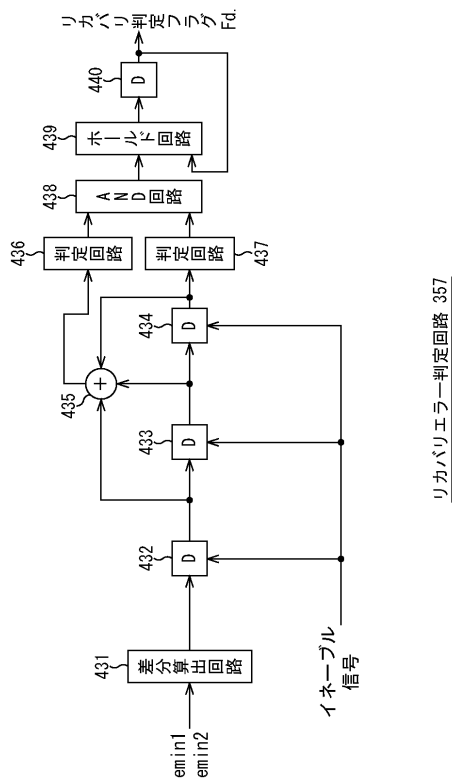 emin1
emin2
431
差分算出回路
432
D
433
D
434
D
435
+
436
判定回路
437
判定回路
438
AND回路
439
ホールド回路
440
D
リカバリ判定フラグFd.
イネーブル
信号
リカバリエラー判定回路 357